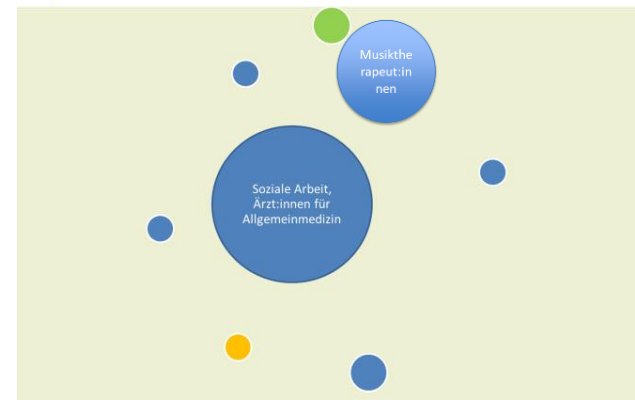 Musikthe
rapeut:in
nen
Soziale Arbeit,
Ärzt:innen für
Allgemeinmedizin